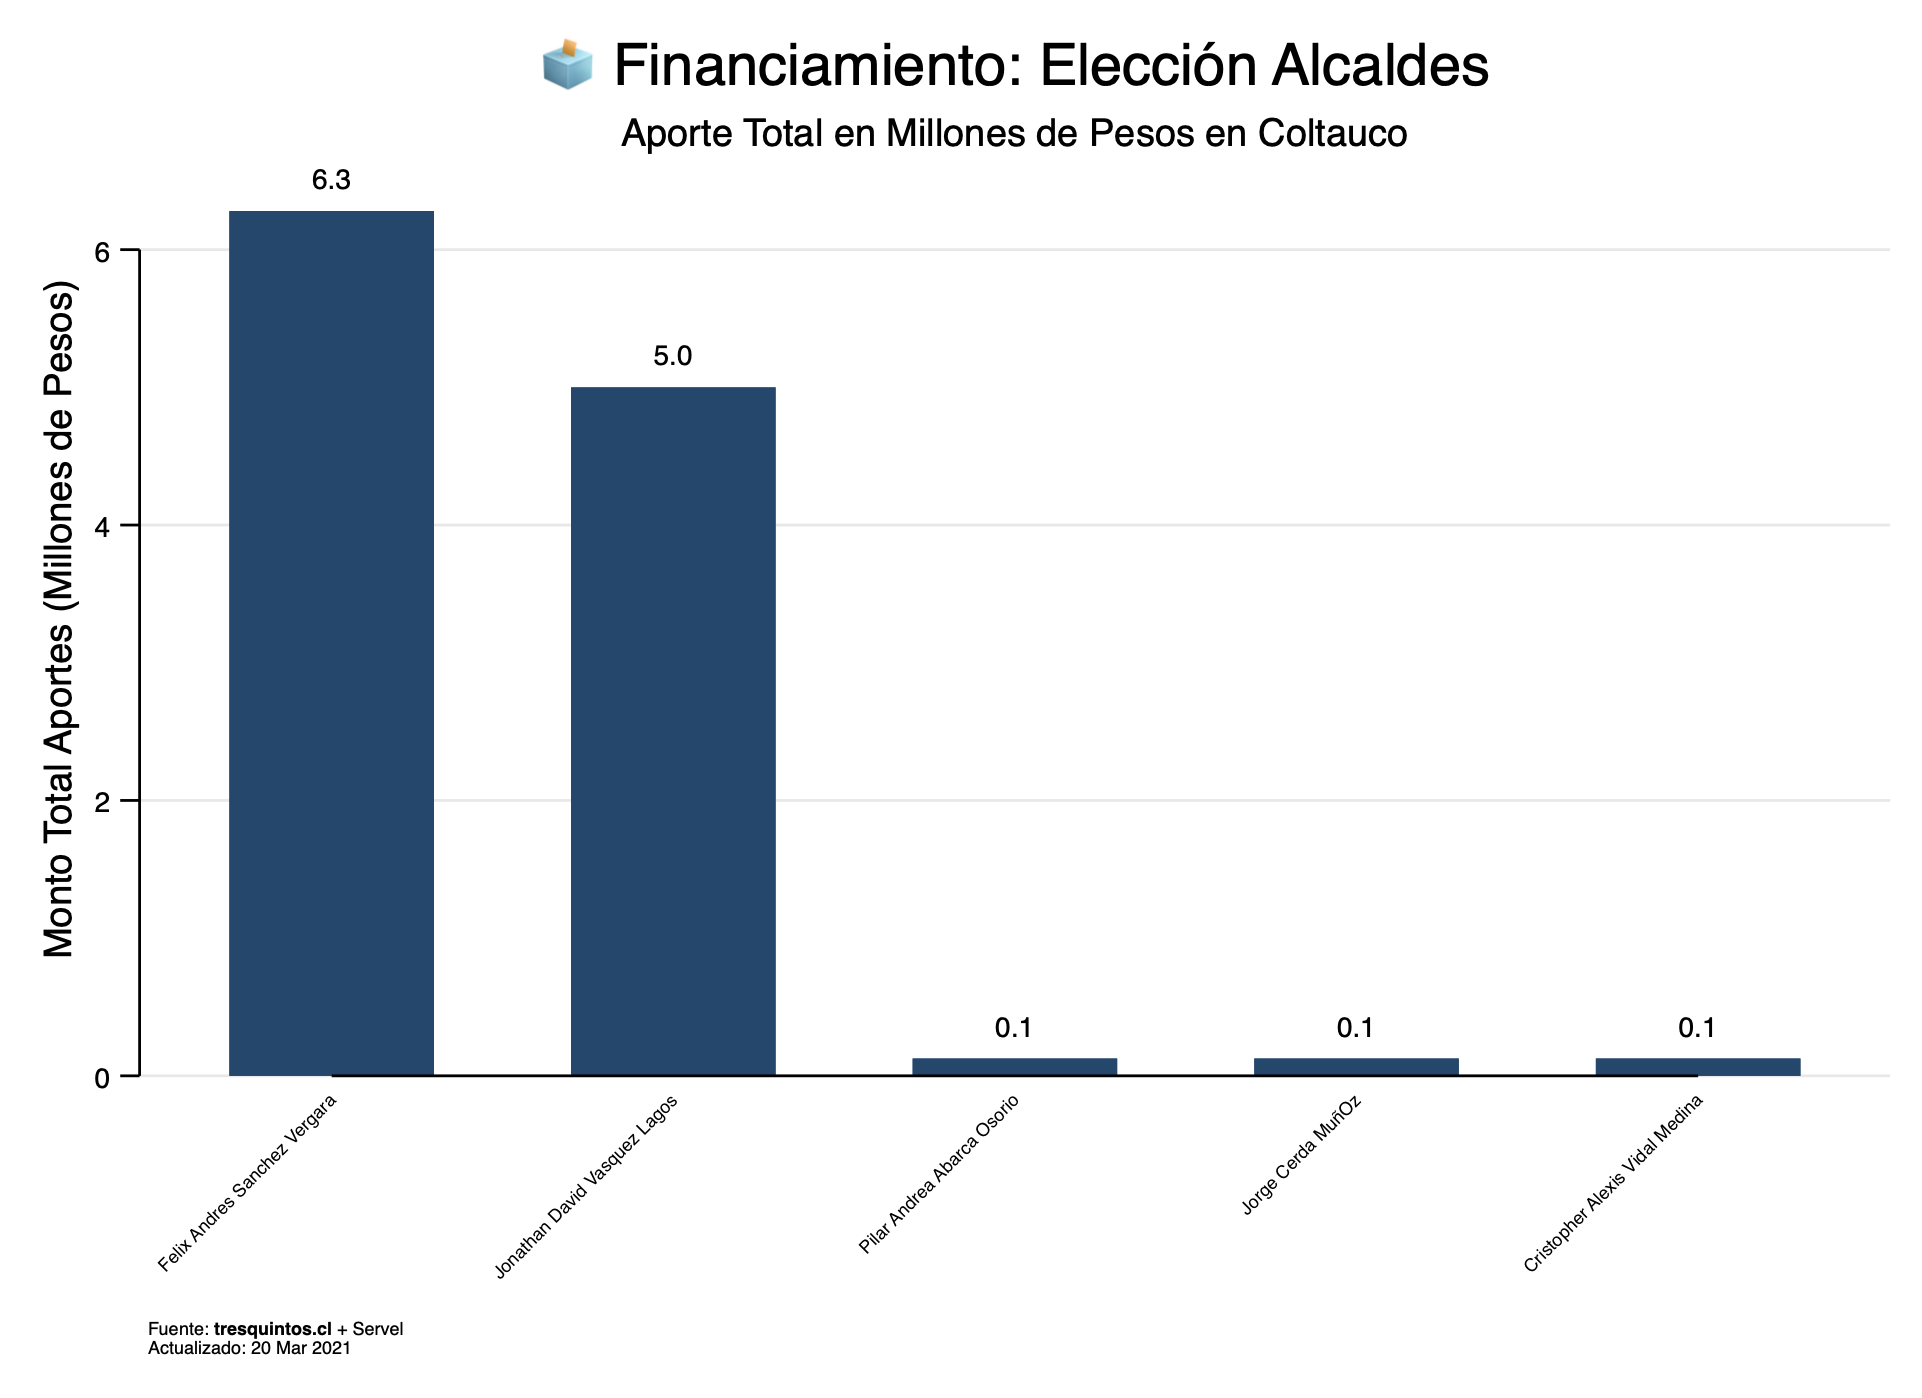 Financiamiento: Elección Alcaldes
Aporte Total en Millones de Pesos en Coltauco
Monto Total Aportes (Millones de Pesos)
6
4
2
0
6.3
5.0
0.1
0.1
0.1
Felix Andres Sanchez Vergara
Jonathan David Vasquez Lagos
Pilar Andrea Abarca Osorio
Jorge Cerda MuñOz
Cristopher Alexis Vidal Medina
Fuente: tresquintos.cl + Servel
Actualizado: 20 Mar 2021